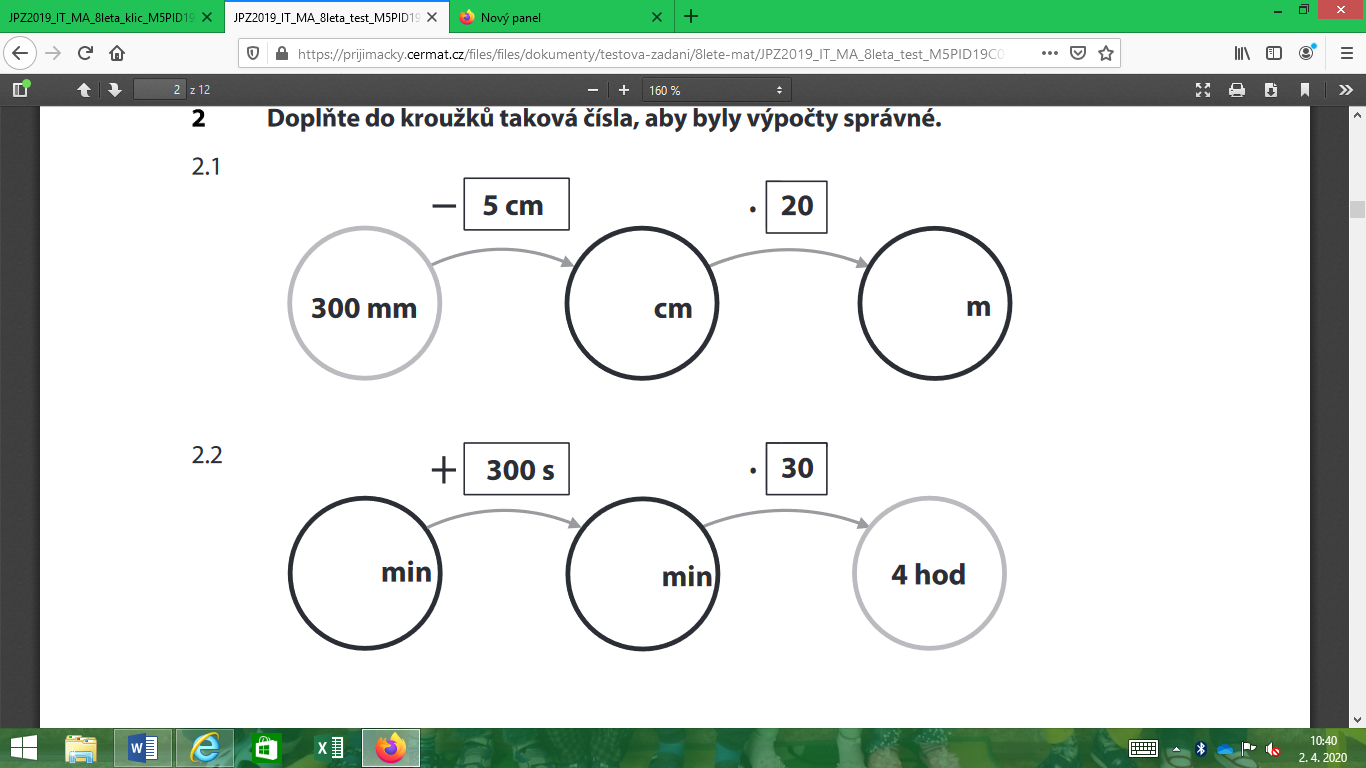 JPZ2019_IT_MA_8leta_klic_M5PID19
JPZ2019_IT_MA_8leta_test_M5PID19
Nový panel
https://prijimacky.cermat.cz/files/files/dokumenty/testova-zadani/8lete-mat/JPZ2019_IT_MA_8leta_test_M5PID19C0
2 z 12
160 %
2 Doplňte do kroužků taková čísla, aby byly výpočty správné.
2.1
− 5 cm · 20
300 mm cm m
2.2
+ 300 s · 30
min min 4 hod
10:40
2. 4. 2020